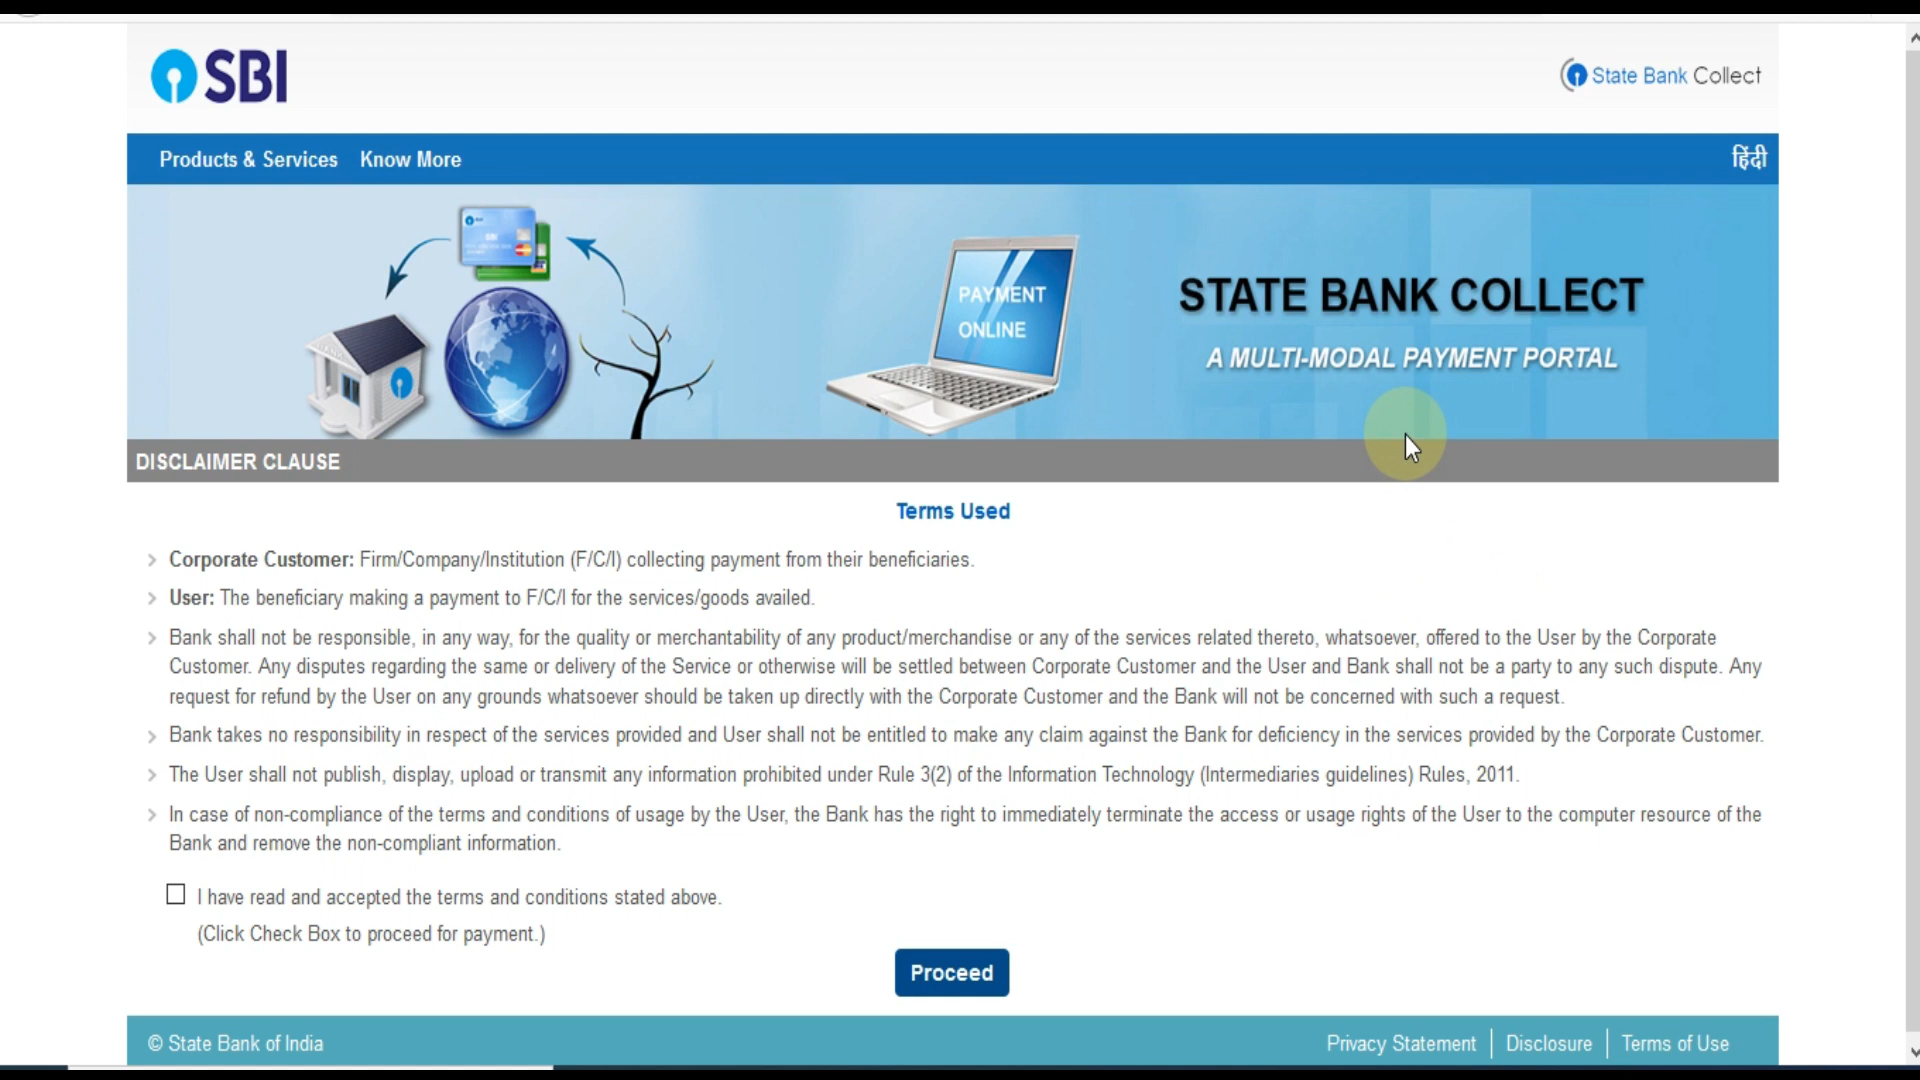 SBI
State Bank Collect
Products & Services Know More हिंदी
PAYMENT
ONLINE
STATE BANK COLLECT
A MULTI-MODAL PAYMENT PORTAL
DISCLAIMER CLAUSE
Terms Used
Corporate Customer: Firm/Company/Institution (F/C/I) collecting payment from their beneficiaries.
User: The beneficiary making a payment to F/C/I for the services/goods availed.
Bank shall not be responsible, in any way, for the quality or merchantability of any product/merchandise or any of the services related thereto, whatsoever, offered to the User by the Corporate
Customer. Any disputes regarding the same or delivery of the Service or otherwise will be settled between Corporate Customer and the User and Bank shall not be a party to any such dispute. Any
request for refund by the User on any grounds whatsoever should be taken up directly with the Corporate Customer and the Bank will not be concerned with such a request.
Bank takes no responsibility in respect of the services provided and User shall not be entitled to make any claim against the Bank for deficiency in the services provided by the Corporate Customer.
The User shall not publish, display, upload or transmit any information prohibited under Rule 3(2) of the Information Technology (Intermediaries guidelines) Rules, 2011.
In case of non-compliance of the terms and conditions of usage by the User, the Bank has the right to immediately terminate the access or usage rights of the User to the computer resource of the
Bank and remove the non-compliant information.
I have read and accepted the terms and conditions stated above.
(Click Check Box to proceed for payment.)
Proceed
© State Bank of India Privacy Statement Disclosure Terms of Use